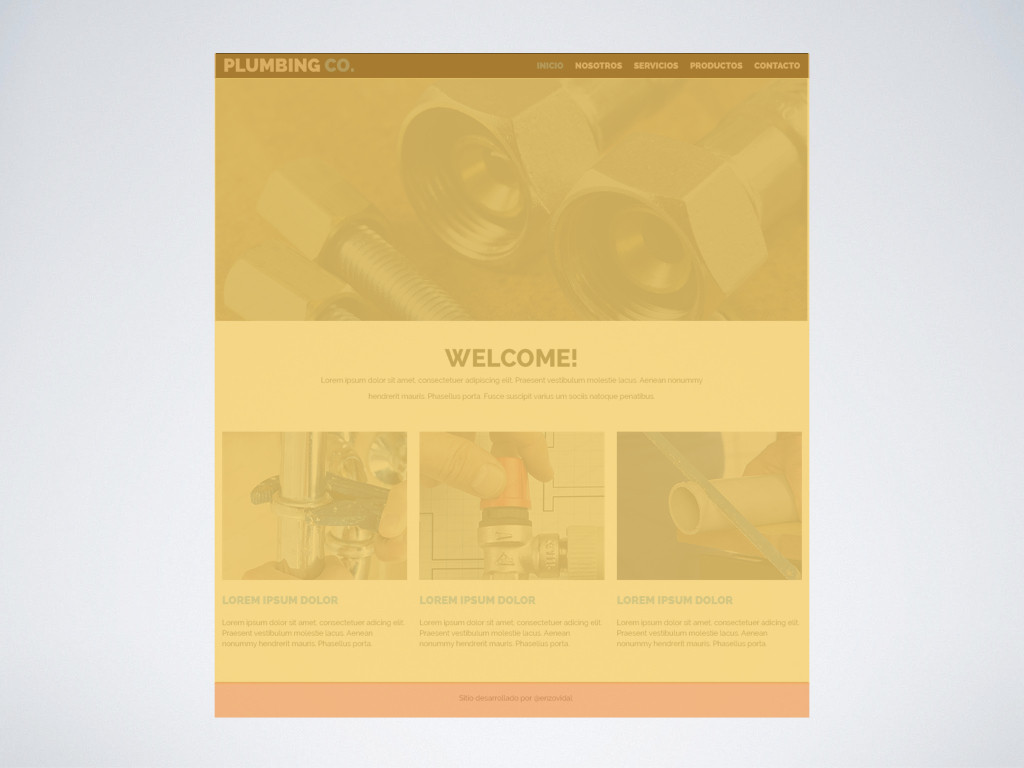 PLUMBING CO.
INICIO NOSOTROS SERVICIOS PRODUCTOS CONTACTO
WELCOME!
Lorem ipsum dolor sit amet, consectetuer adipiscing elit. Praesent vestibulum molestie lacus. Aenean nonummy
hendrerit mauris. Phasellus porta. Fusce suscipit varius um sociis natoque penatibus.
LOREM IPSUM DOLOR
Lorem ipsum dolor sit amet, consectetuer adicing elit.
Praesent vestibulum molestie lacus. Aenean
nonummy hendrerit mauris. Phasellus porta.
LOREM IPSUM DOLOR
Lorem ipsum dolor sit amet, consectetuer adicing elit.
Praesent vestibulum molestie lacus. Aenean
nonummy hendrerit mauris. Phasellus porta.
LOREM IPSUM DOLOR
Lorem ipsum dolor sit amet, consectetuer adicing elit.
Praesent vestibulum molestie lacus. Aenean
nonummy hendrerit mauris. Phasellus porta.
Sitio desarrollado por @enzovidal